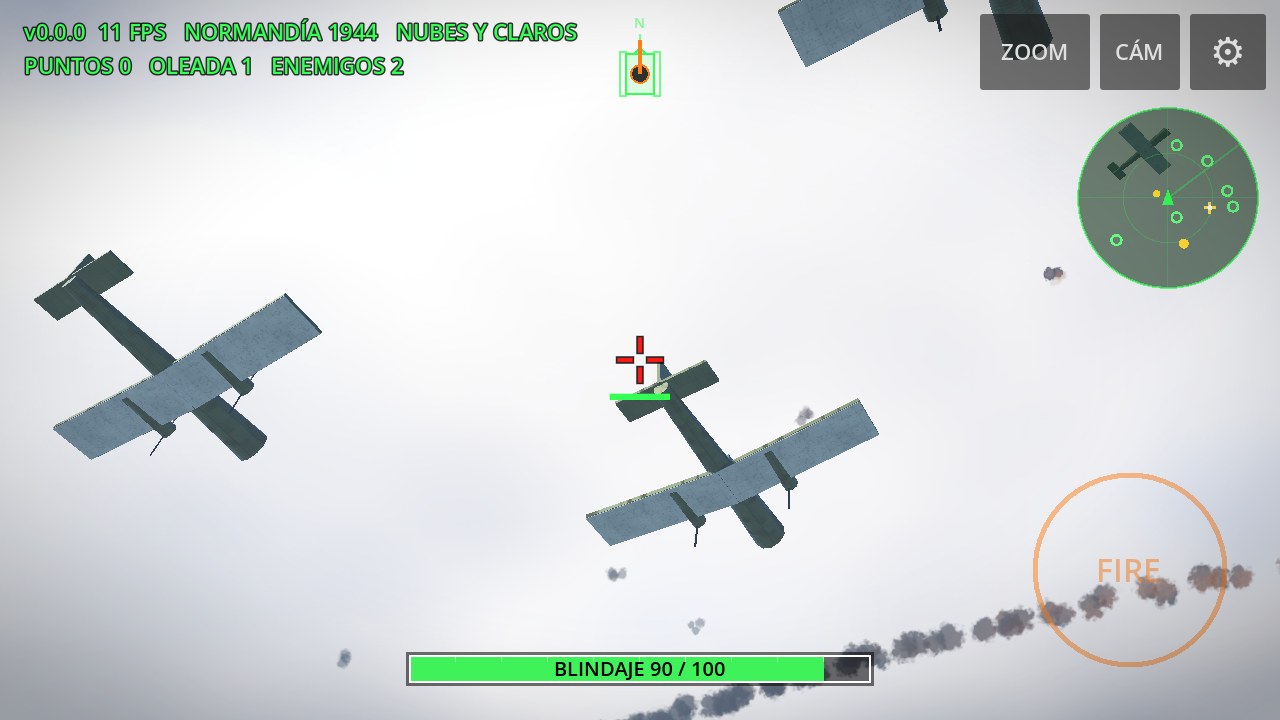 v0.0.0 11 FPS NORMANDÍA 1944 NUBES Y CLAROS
PUNTOS 0 OLEADA 1 ENEMIGOS 2
N
ZOOM
CÁM
FIRE
BLINDAJE 90 / 100